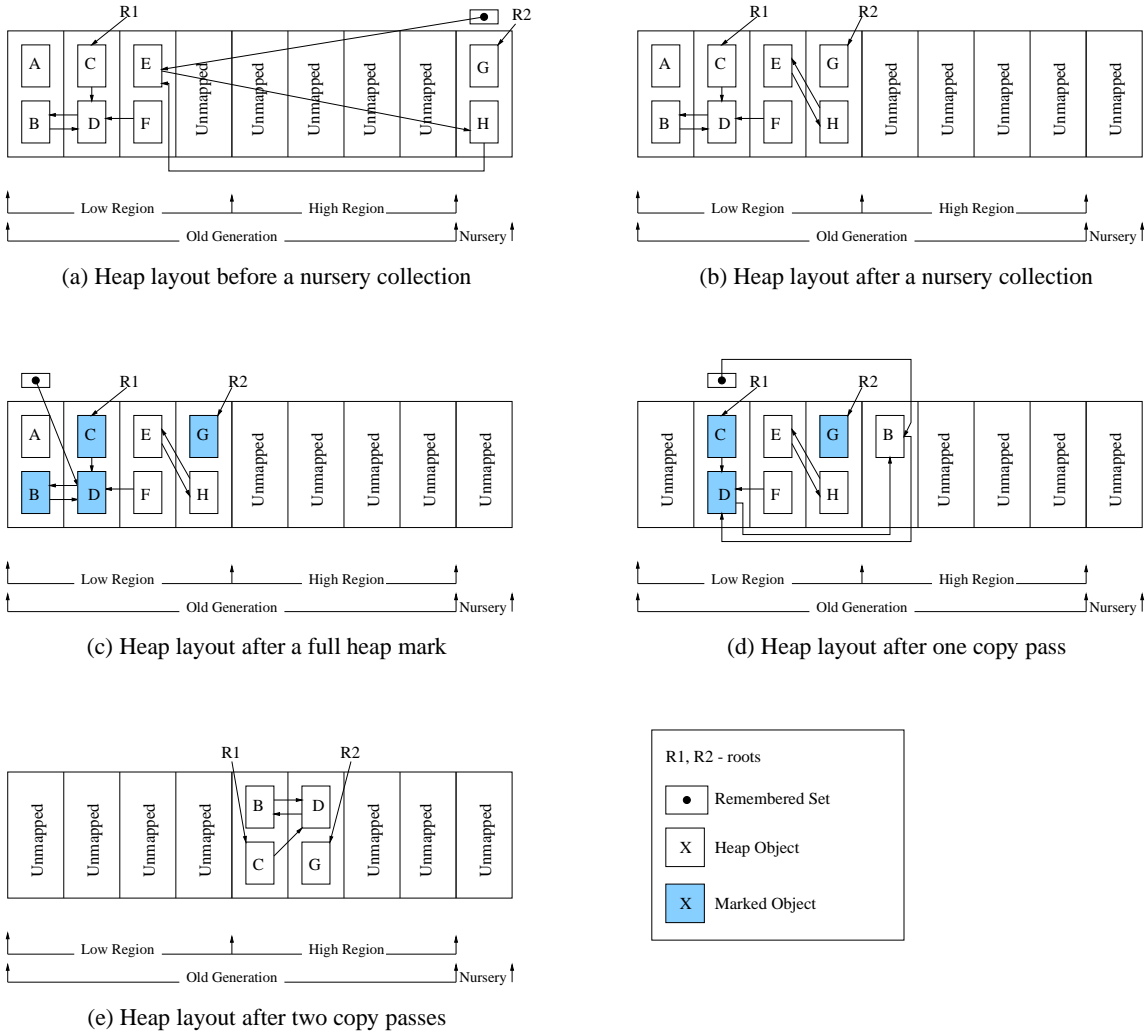 R1
R2
A
C
E
Unmapped
Unmapped
Unmapped
Unmapped
Unmapped
G
B
D
F
H
Low Region
High Region
Old Generation
Nursery
(a) Heap layout before a nursery collection
R1
R2
A
C
E
G
Unmapped
Unmapped
Unmapped
Unmapped
Unmapped
B
D
F
H
Low Region
High Region
Old Generation
Nursery
(b) Heap layout after a nursery collection
R1
R2
A
C
E
G
Unmapped
Unmapped
Unmapped
Unmapped
Unmapped
B
D
F
H
Low Region
High Region
Old Generation
Nursery
(c) Heap layout after a full heap mark
R1
R2
Unmapped
C
E
G
B
Unmapped
Unmapped
Unmapped
Unmapped
D
F
H
Low Region
High Region
Old Generation
Nursery
(d) Heap layout after one copy pass
R1
R2
Unmapped
Unmapped
Unmapped
Unmapped
B
D
Unmapped
Unmapped
Unmapped
C
G
Low Region
High Region
Old Generation
Nursery
(e) Heap layout after two copy passes
R1, R2 - roots
Remembered Set
X
Heap Object
X
Marked Object